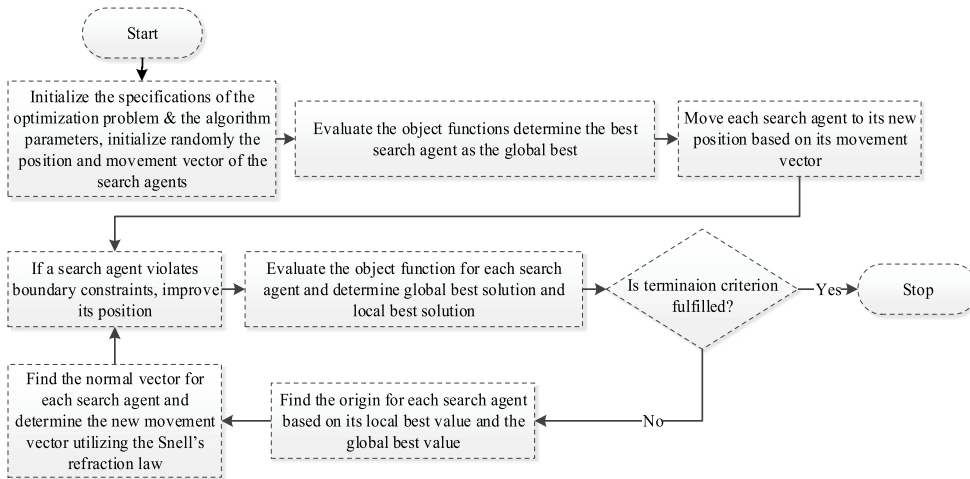 Start
Initialize the specifications of the
optimization problem & the algorithm
parameters, initialize randomly the
position and movement vector of the
search agents
Evaluate the object functions determine the best
search agent as the global best
Move each search agent to its new
position based on its movement
vector
If a search agent violates
boundary constraints, improve
its position
Evaluate the object function for each search
agent and determine global best solution and
local best solution
Is terminaion criterion
fulfilled?
Yes
Stop
No
Find the origin for each search agent
based on its local best value and the
global best value
Find the normal vector for
each search agent and
determine the new movement
vector utilizing the Snell’s
refraction law